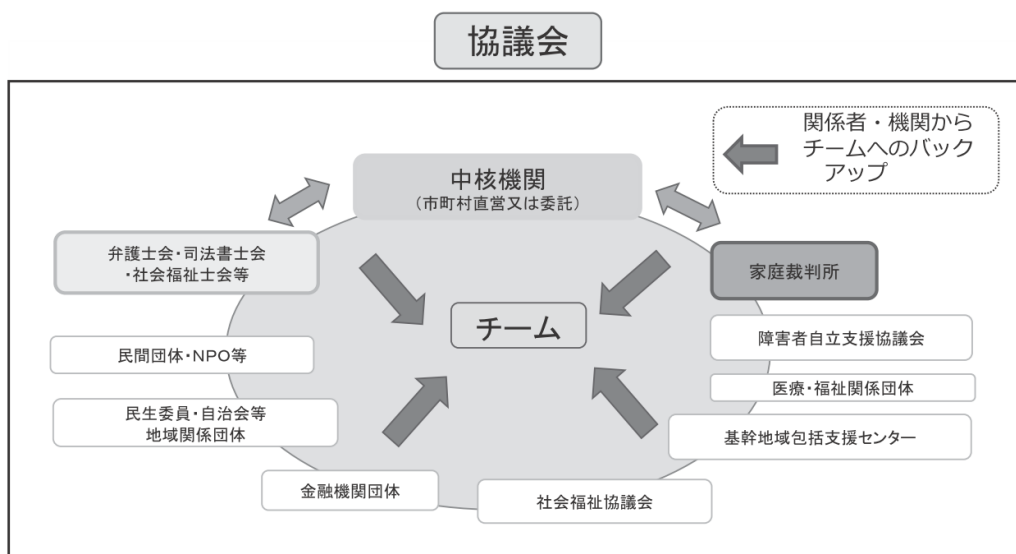 協議会
関係者・機関から
チームへのバック
アップ
中核機関
（市町村直営又は委託）
弁護士会・司法書士会
・社会福祉士会等
家庭裁判所
チーム
民間団体・NPO等
障害者自立支援協議会
医療・福祉関係団体
民生委員・自治会等
地域関係団体
基幹地域包括支援センター
金融機関団体
社会福祉協議会